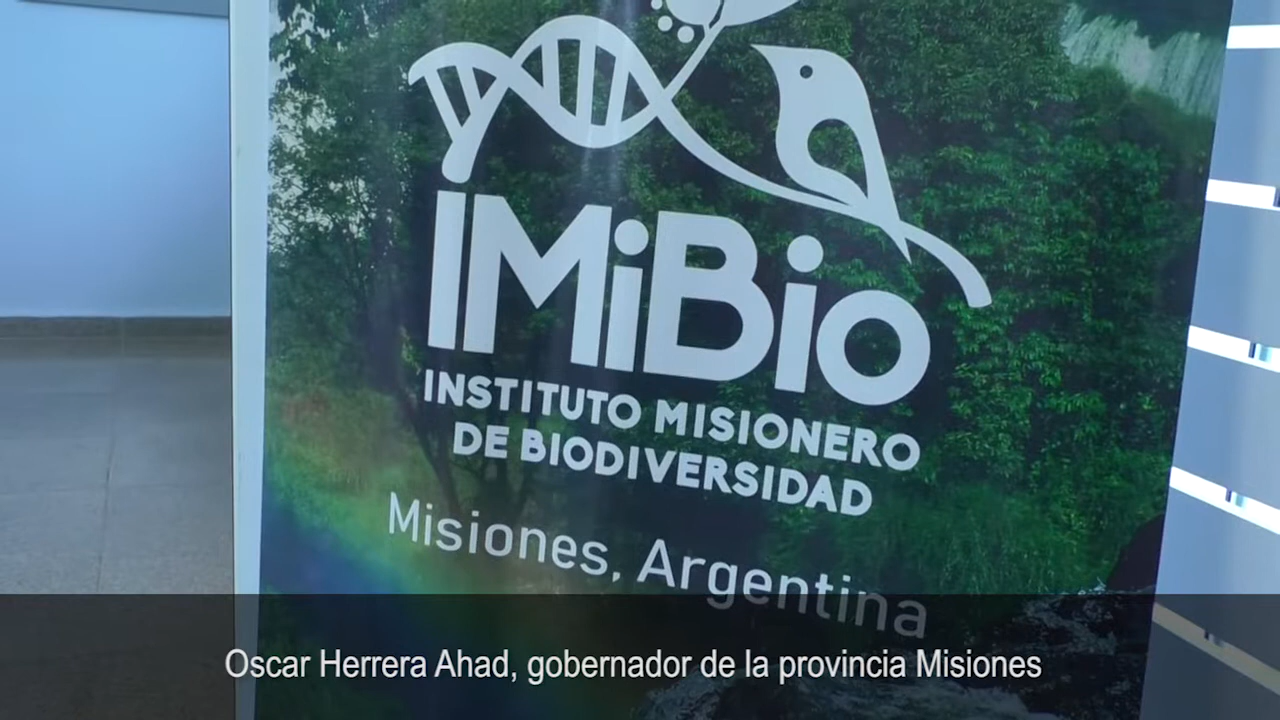 IMiBio
INSTITUTO MISIONERO
DE BIODIVERSIDAD
Misiones, Argentina
Oscar Herrera Ahad, gobernador de la provincia Misiones